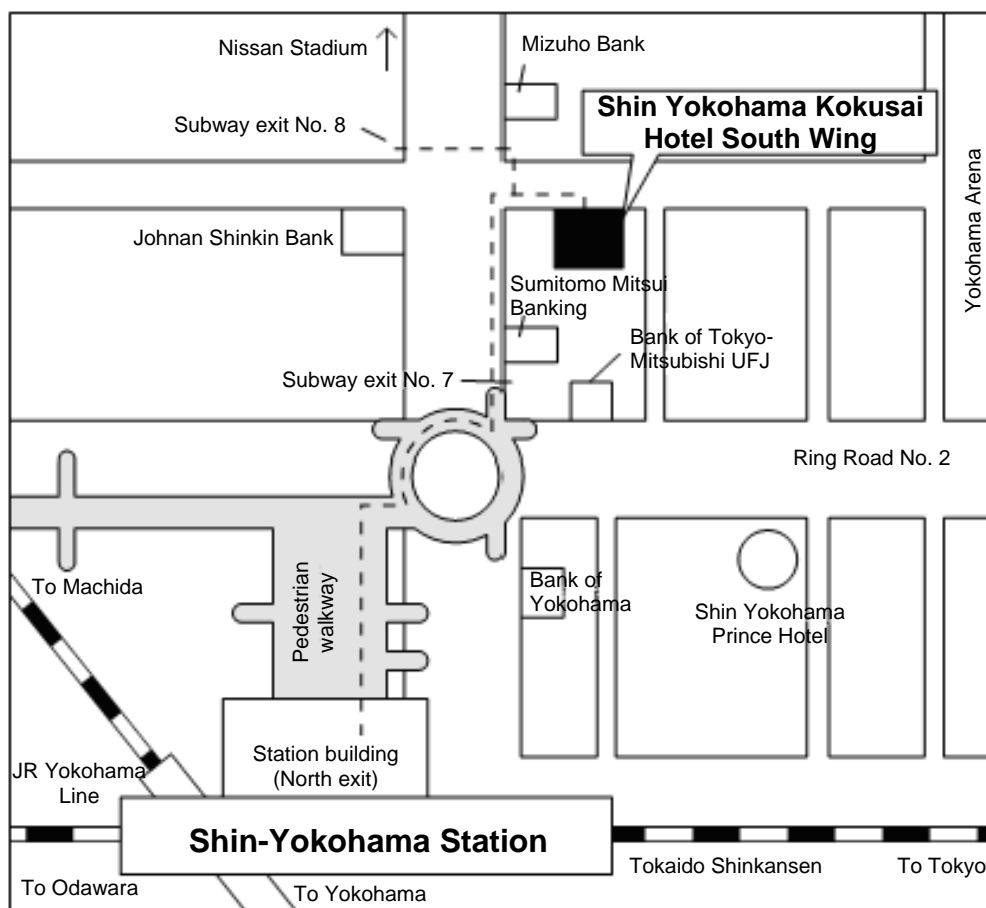 Nissan Stadium
Mizuho Bank
Shin Yokohama Kokusai
Hotel South Wing
Subway exit No. 8
Yokohama Arena
Johnan Shinkin Bank
Sumitomo Mitsui
Banking
Bank of Tokyo-
Mitsubishi UFJ
Subway exit No. 7
Ring Road No. 2
To Machida
Pedestrian
walkway
Bank of
Yokohama
Shin Yokohama
Prince Hotel
Station building
(North exit)
JR Yokohama
Line
Shin-Yokohama Station
Tokaido Shinkansen
To Tokyo
To Odawara
To Yokohama